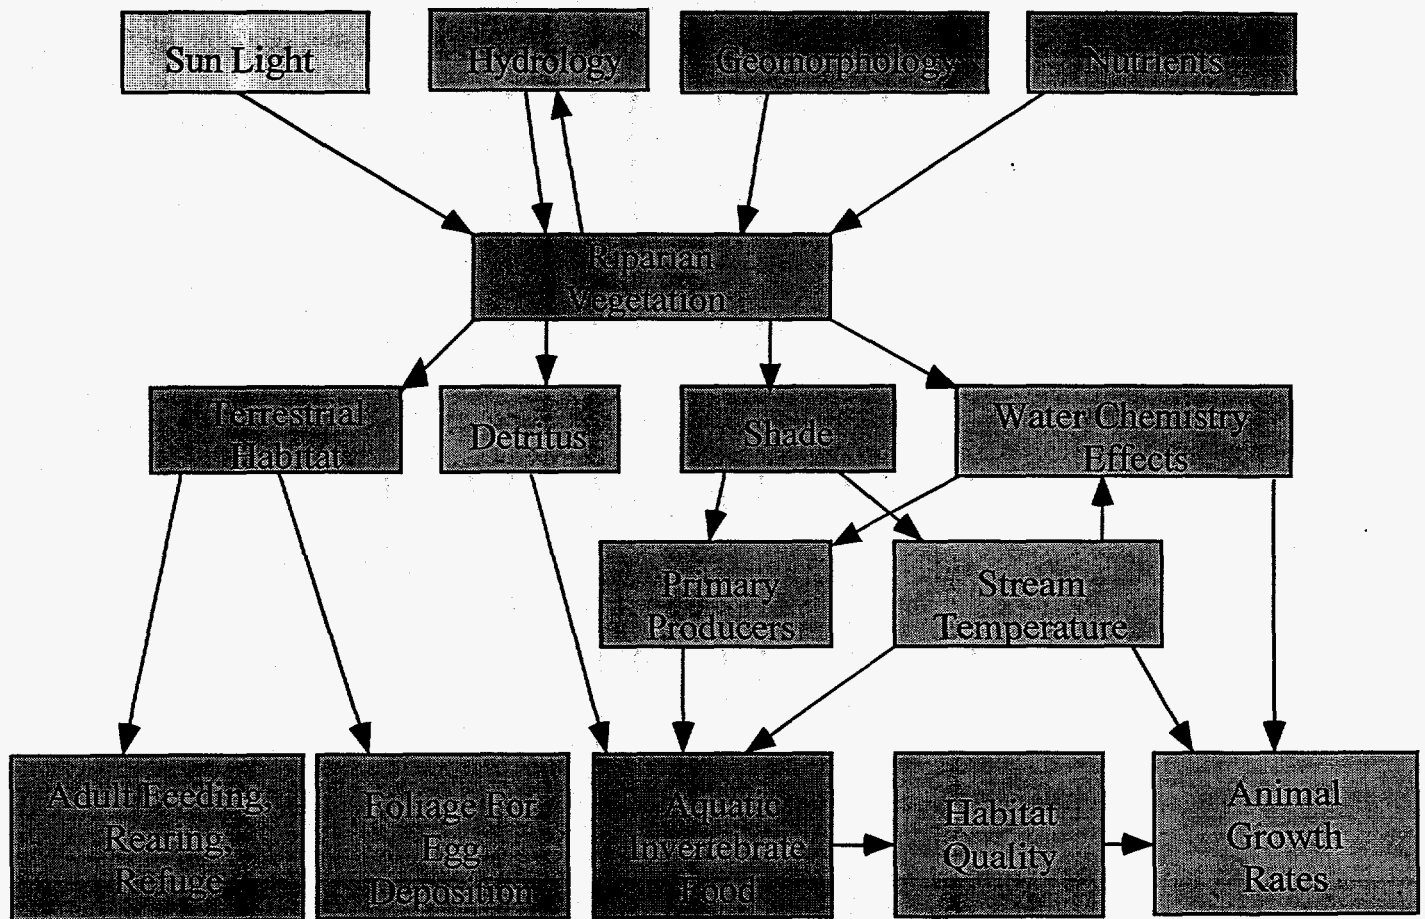 Sun Light
Hydrology
Geomorphology
Nutrients
Riparian
Vegetation
Terrestrial
Habitat
Detritus
Shade
Water Chemistry
Effects
Primary
Producers
Stream
Temperature
Adult Feeding,
Rearing,
Refuge
Foliage For
Egg
Deposition
Aquatic
Invertebrate
Food
Habitat
Quality
Animal
Growth
Rates